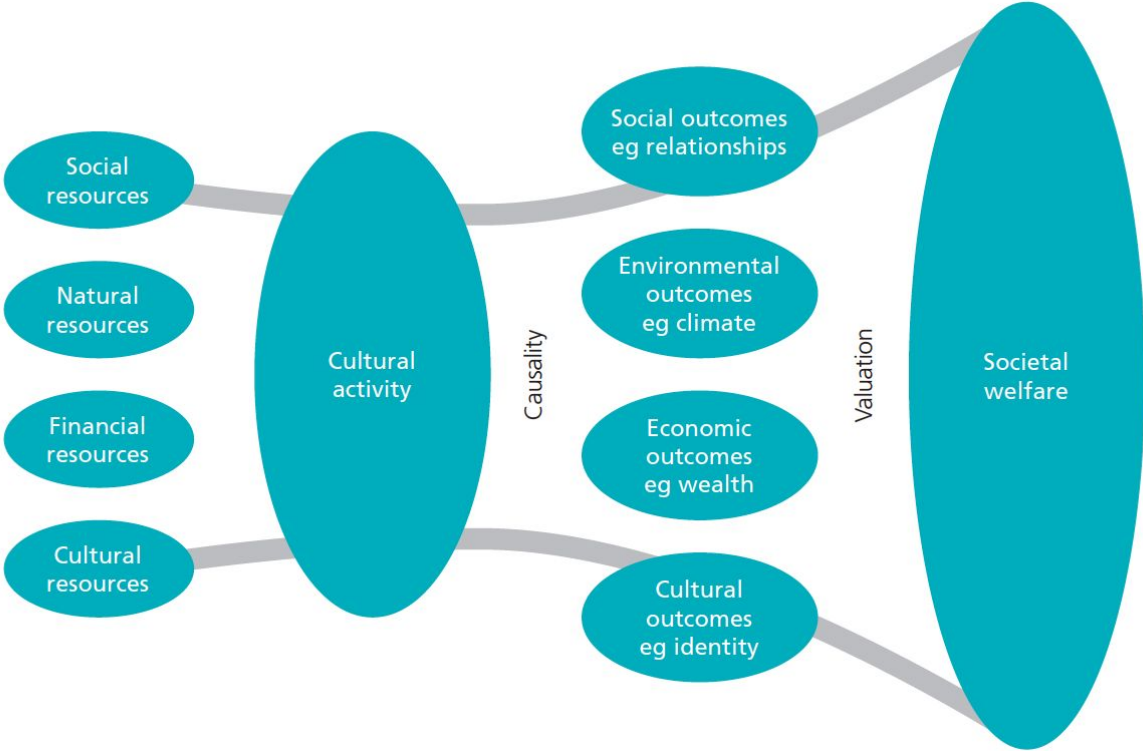 Social
resources
Natural
resources
Financial
resources
Cultural
resources
Cultural
activity
Causality
Social outcomes
eg relationships
Environmental
outcomes
eg climate
Economic
outcomes
eg wealth
Cultural
outcomes
eg identity
Valuation
Societal
welfare